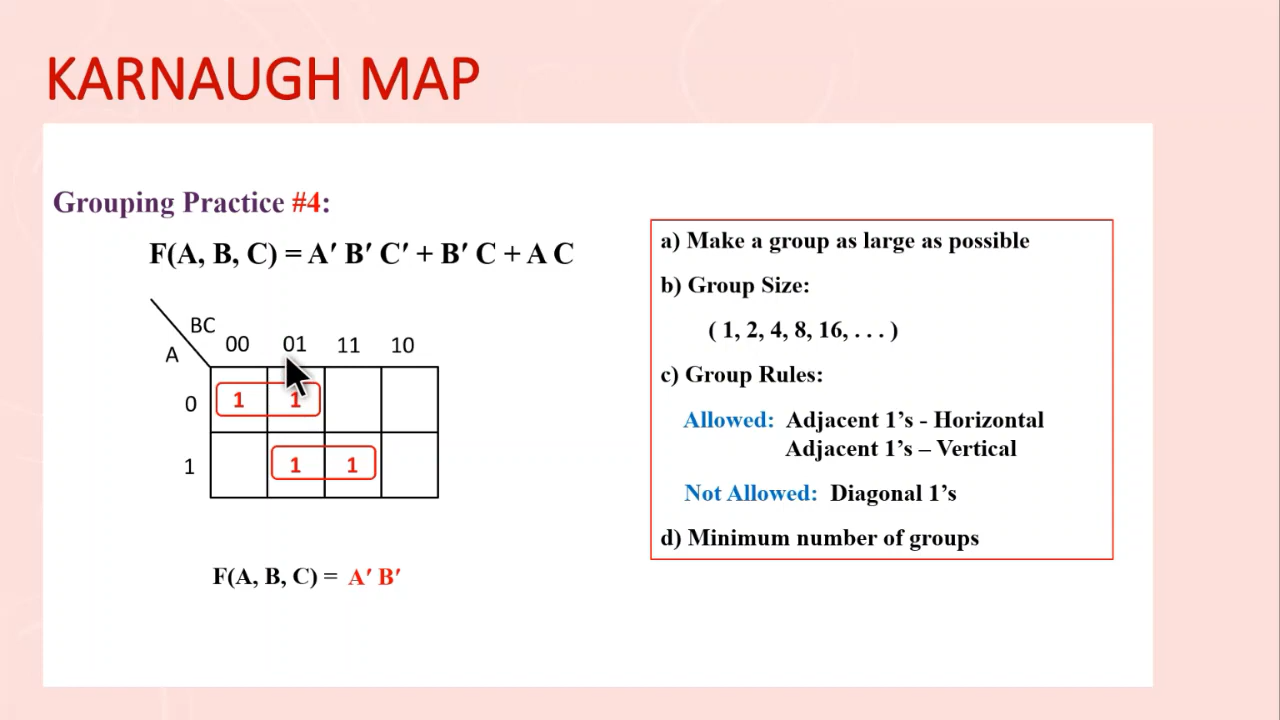 KARNAUGH MAP
Grouping Practice #4:
F(A, B, C) = A′ B′ C′ + B′ C + A C
BC
A
00 01 11 10
0 1 1
1 1 1
F(A, B, C) = A′ B′
a) Make a group as large as possible
b) Group Size:
( 1, 2, 4, 8, 16, . . . )
c) Group Rules:
Allowed: Adjacent 1’s - Horizontal
Adjacent 1’s – Vertical
Not Allowed: Diagonal 1’s
d) Minimum number of groups